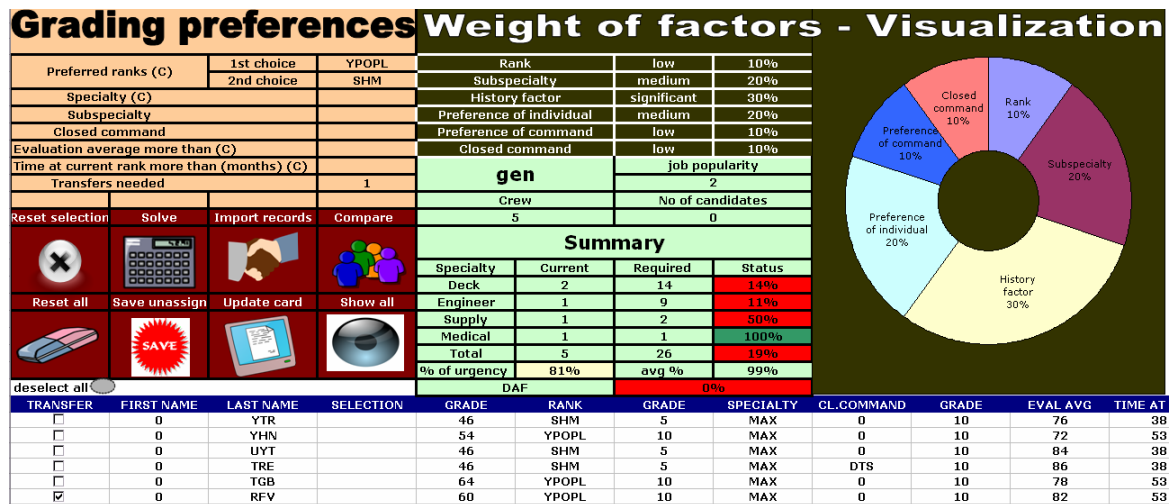 Grading preferences Weight of factors - Visualization
Preferred ranks (C) 1st choice YPOPL
2nd choice SHM
Specialty (C)
Subspecialty
Closed command
Evaluation average more than (C)
Time at current rank more than (months) (C)
Transfers needed 1
Rank low 10%
Subspecialty medium 20%
History factor significant 30%
Preference of individual medium 20%
Preference of command low 10%
Closed command low 10%
gen job popularity
2
Crew No of candidates
5 0
Reset selection Solve Import records Compare
Reset all Save unassign Update card Show all
SAVE
deselect all
Summary
Specialty Current Required Status
Deck 2 14 14%
Engineer 1 9 11%
Supply 1 2 50%
Medical 1 1 100%
Total 5 26 19%
% of urgency 81% avg % 99%
DAF 0%
Closed
command
10%
Rank
10%
Preference
of command
10%
Subspecialty
20%
Preference
of individual
20%
History
factor
30%
TRANSFER FIRST NAME LAST NAME SELECTION GRADE RANK GRADE SPECIALTY CL.COMMAND GRADE EVAL AVG TIME AT
0 YTR 46 SHM 5 MAX 0 10 76 38
0 YHN 54 YPOPL 10 MAX 0 10 72 53
0 UYT 46 SHM 5 MAX 0 10 84 38
0 TRE 46 SHM 5 MAX DTS 10 86 38
0 TGB 64 YPOPL 10 MAX 0 10 78 53
0 RFV 60 YPOPL 10 MAX 0 10 82 53